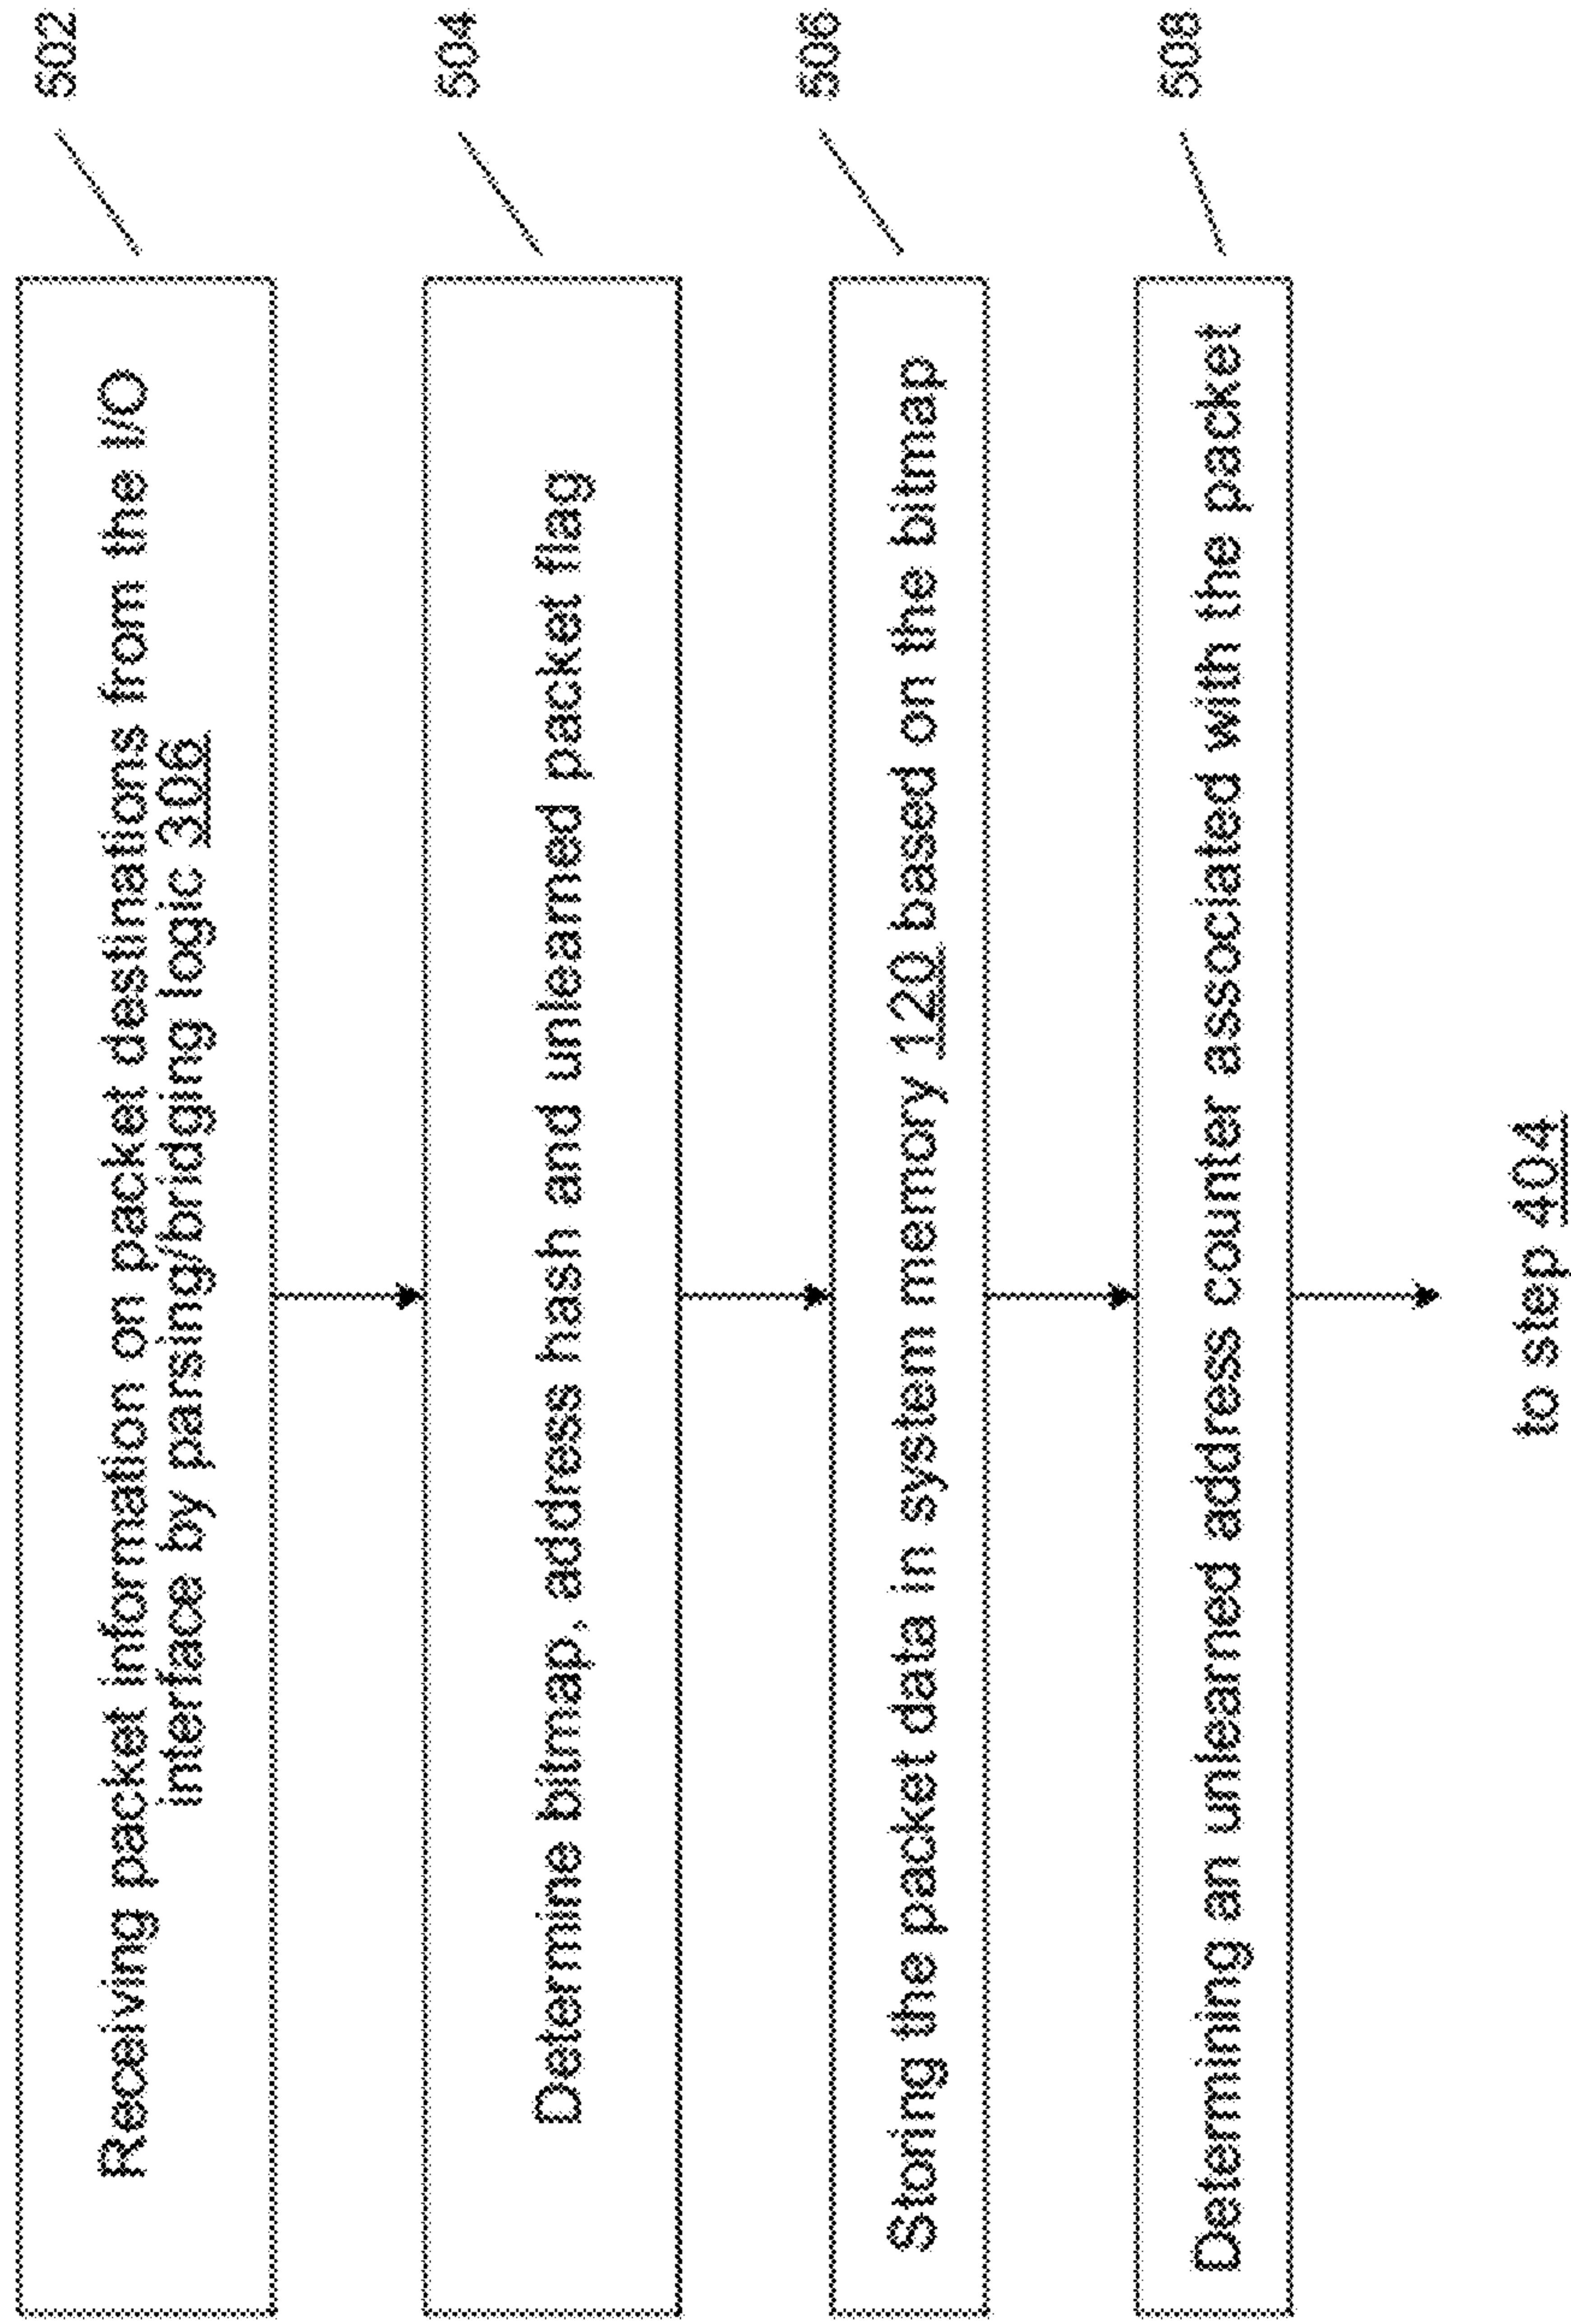 502
Receiving packet information on packet destinations from the I/O
interface by parsing/bridging logic 306
504
Determine bitmap, address hash and unlearned packet flag
506
Storing the packet data in system memory 120 based on the bitmap
508
Determining an unlearned address counter associated with the packet
to step 404